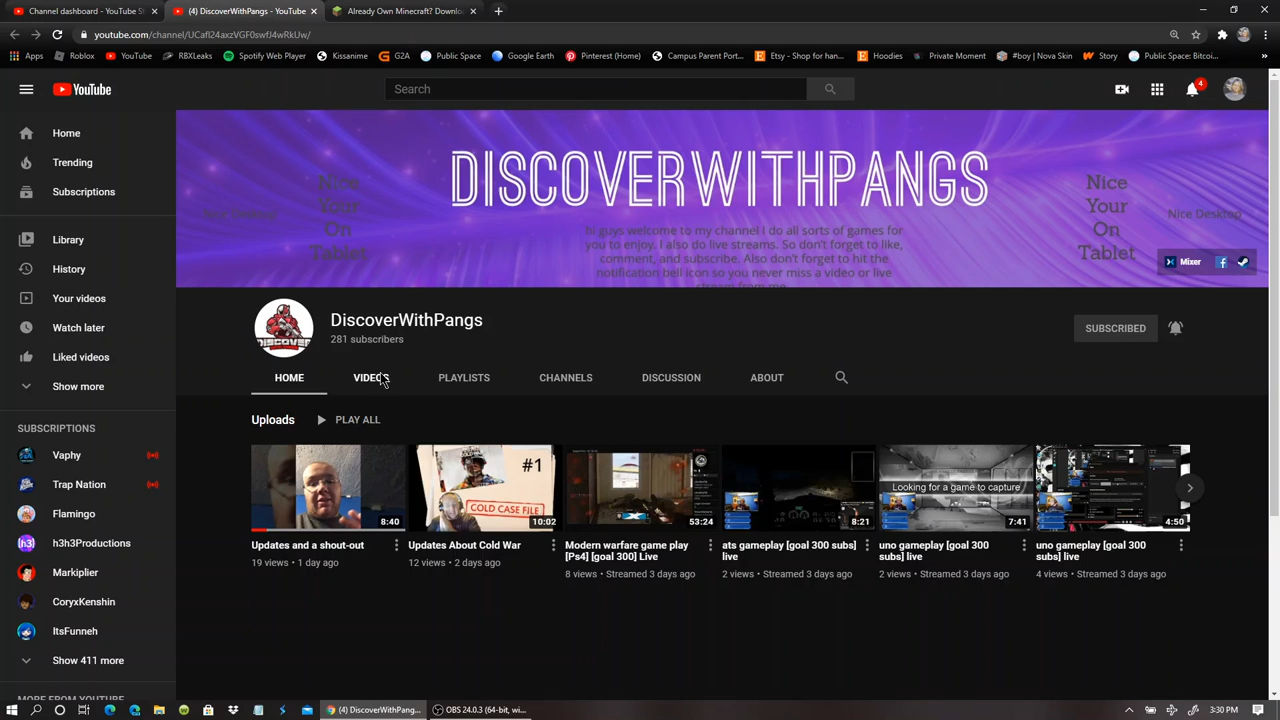 Channel dashboard - YouTube S
(4) DiscoverWithPangs - YouTube
Already Own Minecraft? Downlo
youtube.com/channel/UCafl24axzVGF0swfJ4wRkUw/
Apps Roblox YouTube RBXLeaks Spotify Web Player Kissanime G2A Public Space Google Earth Pinterest (Home) Campus Parent Port... Etsy - Shop for han... Hoodies Private Moment #boy | Nova Skin Story Public Space: Bitcoi...
YouTube
Search
4
Home
Trending
Subscriptions
Library
History
Your videos
Watch later
Liked videos
Show more
SUBSCRIPTIONS
Vaphy
Trap Nation
Flamingo
h3h3Productions
Markiplier
CoryxKenshin
ItsFunneh
Show 411 more
MORE FROM YOUTUBE
DISCOVERWITHPANGS
Nice
Your
On
Tablet
hi guys welcome to my channel I do all sorts of games for
you to enjoy. I also do live streams. So don't forget to like,
comment, and subscribe. Also don't forget to hit the
notification bell icon so you never miss a video or live
stream from me.
Nice
Your
On
Tablet
Nice Desktop
Mixer
DISCOVER
DiscoverWithPangs
281 subscribers
SUBSCRIBED
HOME VIDEOS PLAYLISTS CHANNELS DISCUSSION ABOUT
Uploads PLAY ALL
8:40
Updates and a shout-out
19 views • 1 day ago
#1
COLD CASE FILE
10:02
Updates About Cold War
12 views • 2 days ago
53:24
Modern warfare game play
[Ps4] [goal 300] Live
8 views • Streamed 3 days ago
8:21
ats gameplay [goal 300 subs]
live
2 views • Streamed 3 days ago
Looking for a game to capture
7:41
uno gameplay [goal 300
subs] live
2 views • Streamed 3 days ago
4:50
uno gameplay [goal 300
subs] live
4 views • Streamed 3 days ago
(4) DiscoverWithPang...
OBS 24.0.3 (64-bit, wi...
3:30 PM